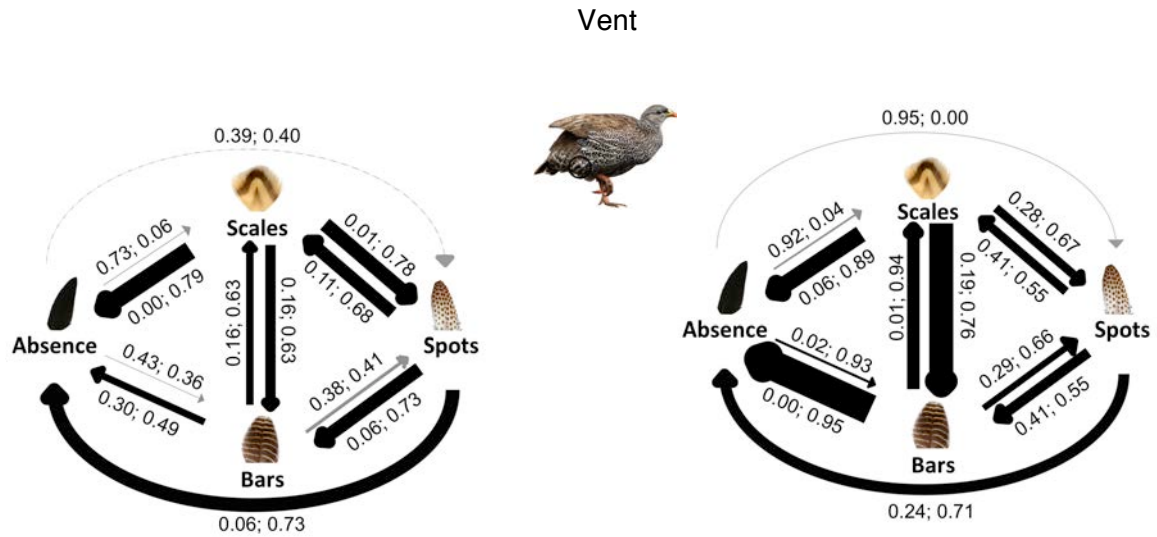 Vent
0.39; 0.40
Scales
0.73; 0.06
0.00; 0.79
0.01; 0.78
0.11; 0.68
0.16; 0.63
0.16; 0.63
Absence
Spots
0.43; 0.36
0.30; 0.49
0.38; 0.41
0.06; 0.73
Bars
0.06; 0.73
0.95; 0.00
Scales
0.92; 0.04
0.06; 0.89
0.28; 0.67
0.41; 0.55
0.01; 0.94
0.19; 0.76
Absence
Spots
0.02; 0.93
0.00; 0.95
0.29; 0.66
0.41; 0.55
Bars
0.24; 0.71